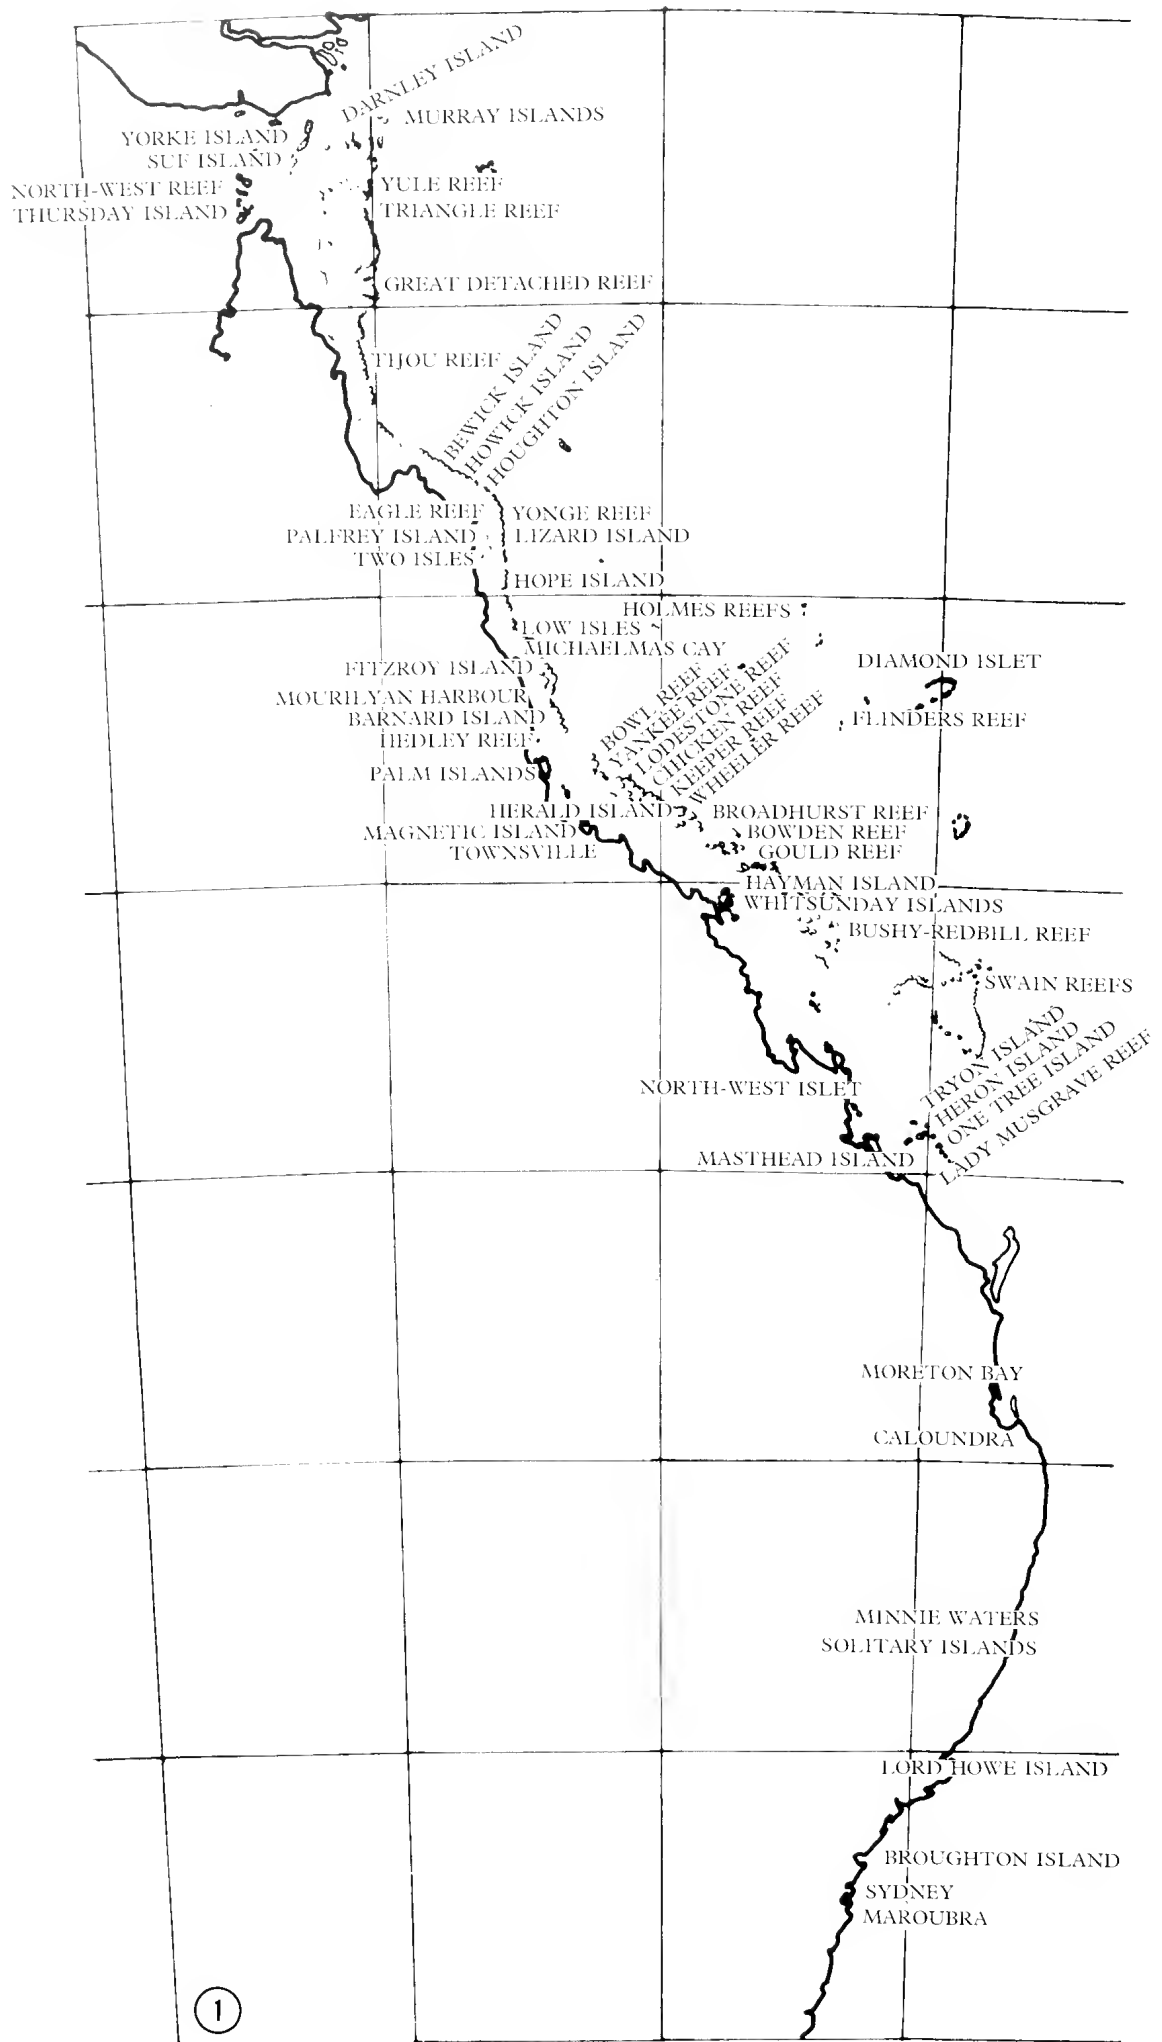 DARNLEY ISLAND
MURRAY ISLANDS
YORKE ISLAND
SUE ISLAND
NORTH-WEST REEF
THURSDAY ISLAND
YULE REEF
TRIANGLE REEF
GREAT DETACHED REEF
TIJOU REEF
BEWICK ISLAND
HOWICK ISLAND
HOUGHTON ISLAND
EAGLE REEF
YONGE REEF
PALFREY ISLAND
LIZARD ISLAND
TWO ISLES
HOPE ISLAND
HOLMES REEFS
LOW ISLES
MICHAELMAS CAY
FITZROY ISLAND
DIAMOND ISLET
MOURILYAN HARBOUR
BARNARD ISLAND
FLINDERS REEF
HEDLEY REEF
BOWL REEF
YANKEE REEF
LODESTONE REEF
CHICKEN REEF
KEEPER REEF
WHEELER REEF
PALM ISLANDS
HERALD ISLAND
BROADHURST REEF
MAGNETIC ISLAND
BOWDEN REEF
TOWNSVILLE
GOULD REEF
HAYMAN ISLAND
WHITSUNDAY ISLANDS
BUSHY-REDBILL REEF
SWAIN REEFS
TRYON ISLAND
HERON ISLAND
ONE TREE ISLAND
LADY MUSGRAVE REEF
NORTH-WEST ISLET
MASTHEAD ISLAND
MORETON BAY
CALOUNDRA
MINNIE WATERS
SOLITARY ISLANDS
LORD HOWE ISLAND
BROUGHTON ISLAND
SYDNEY
MAROUBRA
1